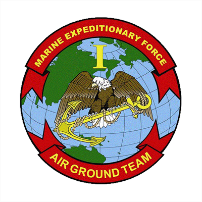 MARINE EXPEDITIONARY FORCE
I
AIR GROUND TEAM